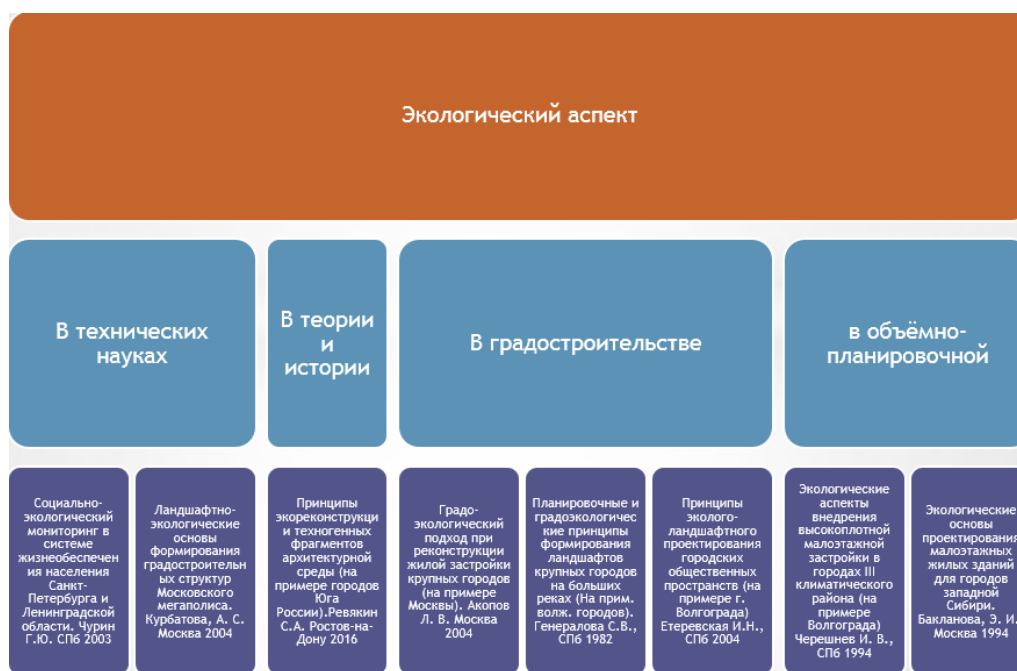 Экологический аспект
В технических
науках
В теории
и
истории
В градостроительстве
в объёмно-
планировочной
Социально-
экологический
мониторинг в
системе
жизнеобеспечен
ия населения
Санкт-
Петербурга и
Ленинградской
области. Чурин
Г.Ю. СПб 2003
Ландшафтно-
экологические
основы
формирования
градостроительн
ых структур
Московского
мегаполиса.
Курбатова, А. С.
Москва 2004
Принципы
экореконструкци
и техногенных
фрагментов
архитектурной
среды (на
примере городов
Юга
России).Ревякин
С.А. Ростов-на-
Дону 2016
Градо-
экологический
подход при
реконструкции
жилой застройки
крупных городов
(на примере
Москвы). Акопов
Л. В. Москва
2004
Планировочные и
градоэкологичес
кие принципы
формирования
ландшафтов
крупных городов
на больших
реках (На прим.
волж. городов).
Генералова С.В.,
СПб 1982
Принципы
эколого-
ландшафтного
проектирования
городских
общественных
пространств (на
примере г.
Волгограда)
Етеревская И.Н.,
СПб 2004
Экологические
аспекты
внедрения
высокоплотной
малоэтажной
застройки в
городах III
климатического
района (на
примере
Волгограда)
Черешнев И. В.,
СПб 1994
Экологические
основы
проектирования
малоэтажных
жилых зданий
для городов
западной
Сибири.
Бакланова, Э. И.
Москва 1994